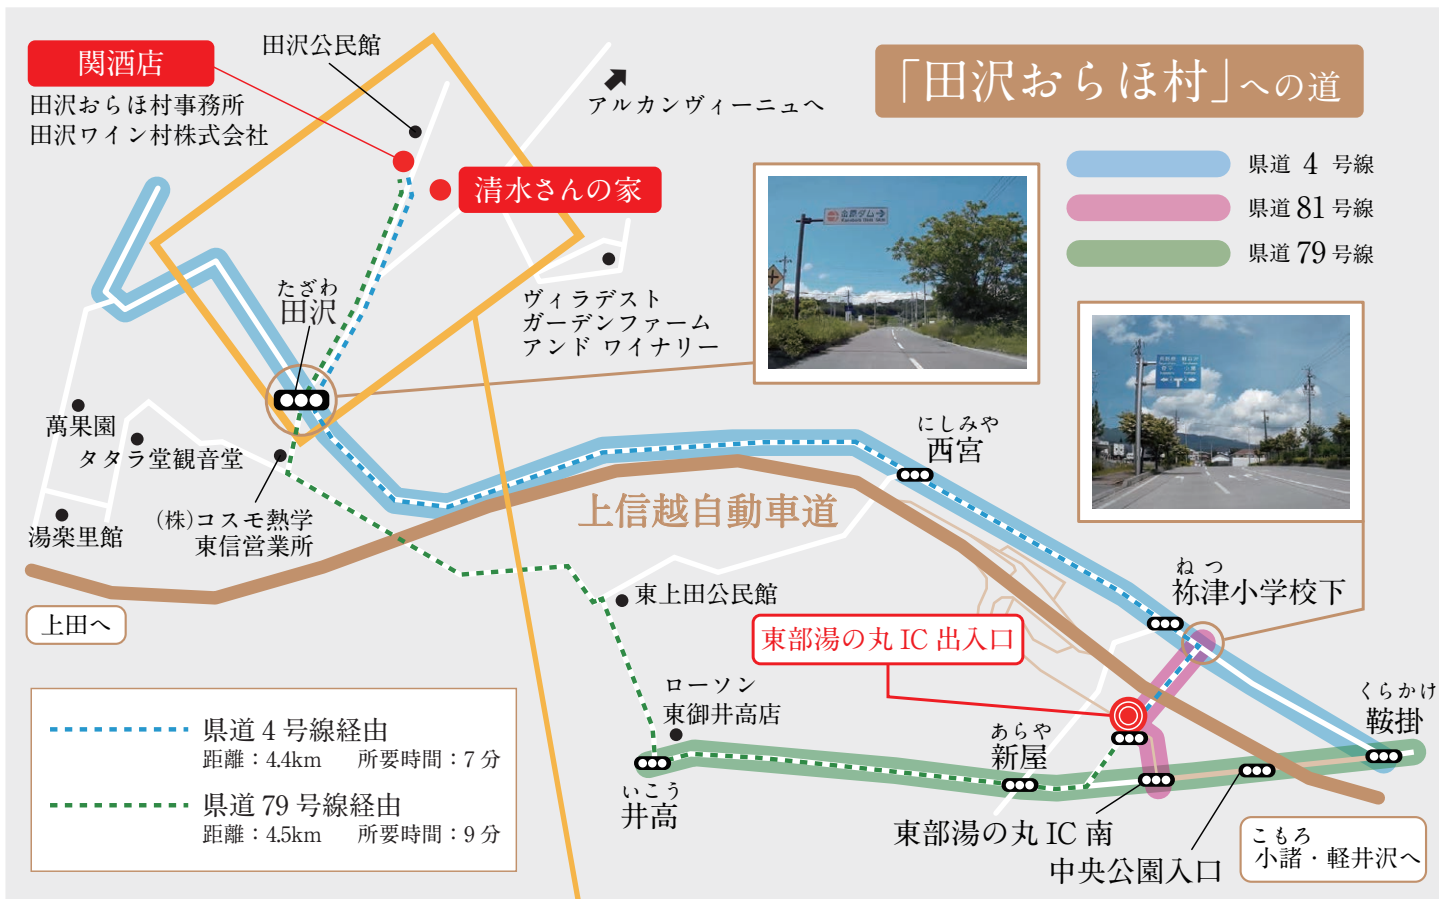 「田沢おらほ村」への道
関酒店
田沢おらほ村事務所
田沢ワイン村株式会社
田沢公民館
アルカンヴィーニュへ
清水さんの家
県道 4 号線
県道 81 号線
県道 79 号線
たざわ
田沢
ヴィラデスト
ガーデンファーム
アンド ワイナリー
萬果園
タタラ堂観音堂
湯楽里館
(株)コスモ熱学
東信営業所
上田へ
上信越自動車道
にしみや
西宮
ねつ
祢津小学校下
東上田公民館
東部湯の丸 IC 出入口
ローソン
東御井高店
いこう
井高
あらや
新屋
くらかけ
鞍掛
東部湯の丸 IC 南
中央公園入口
こもろ
小諸・軽井沢へ
県道 4 号線経由
距離：4.4km 所要時間：7 分
県道 79 号線経由
距離：4.5km 所要時間：9 分